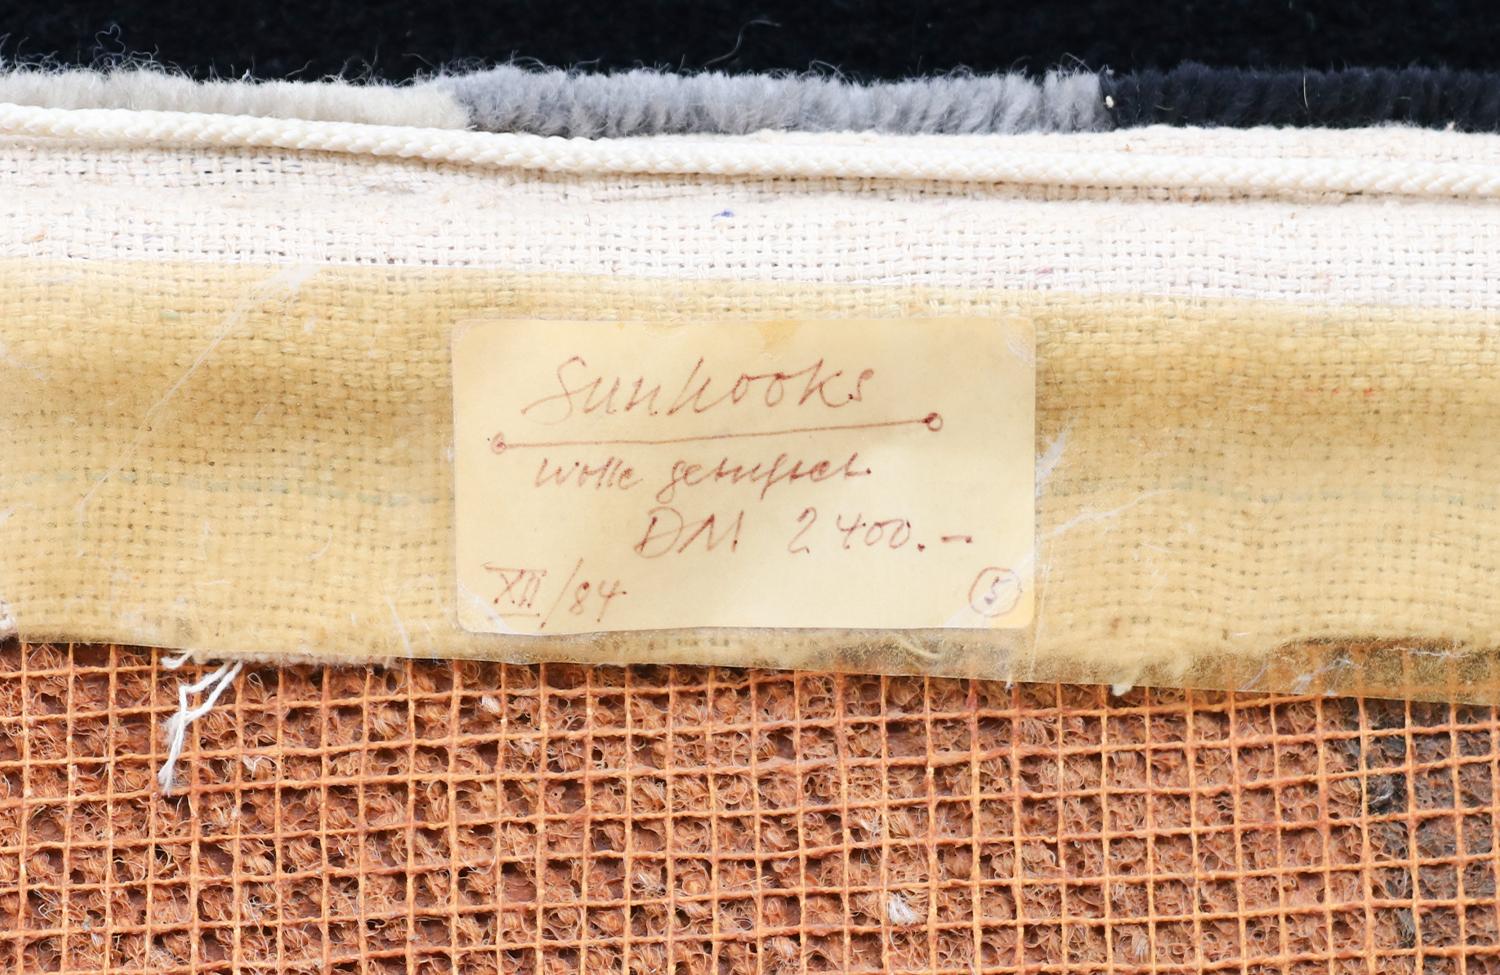 Sunhooks
Wolle getuftet
DM 2400.-
XII/84
5